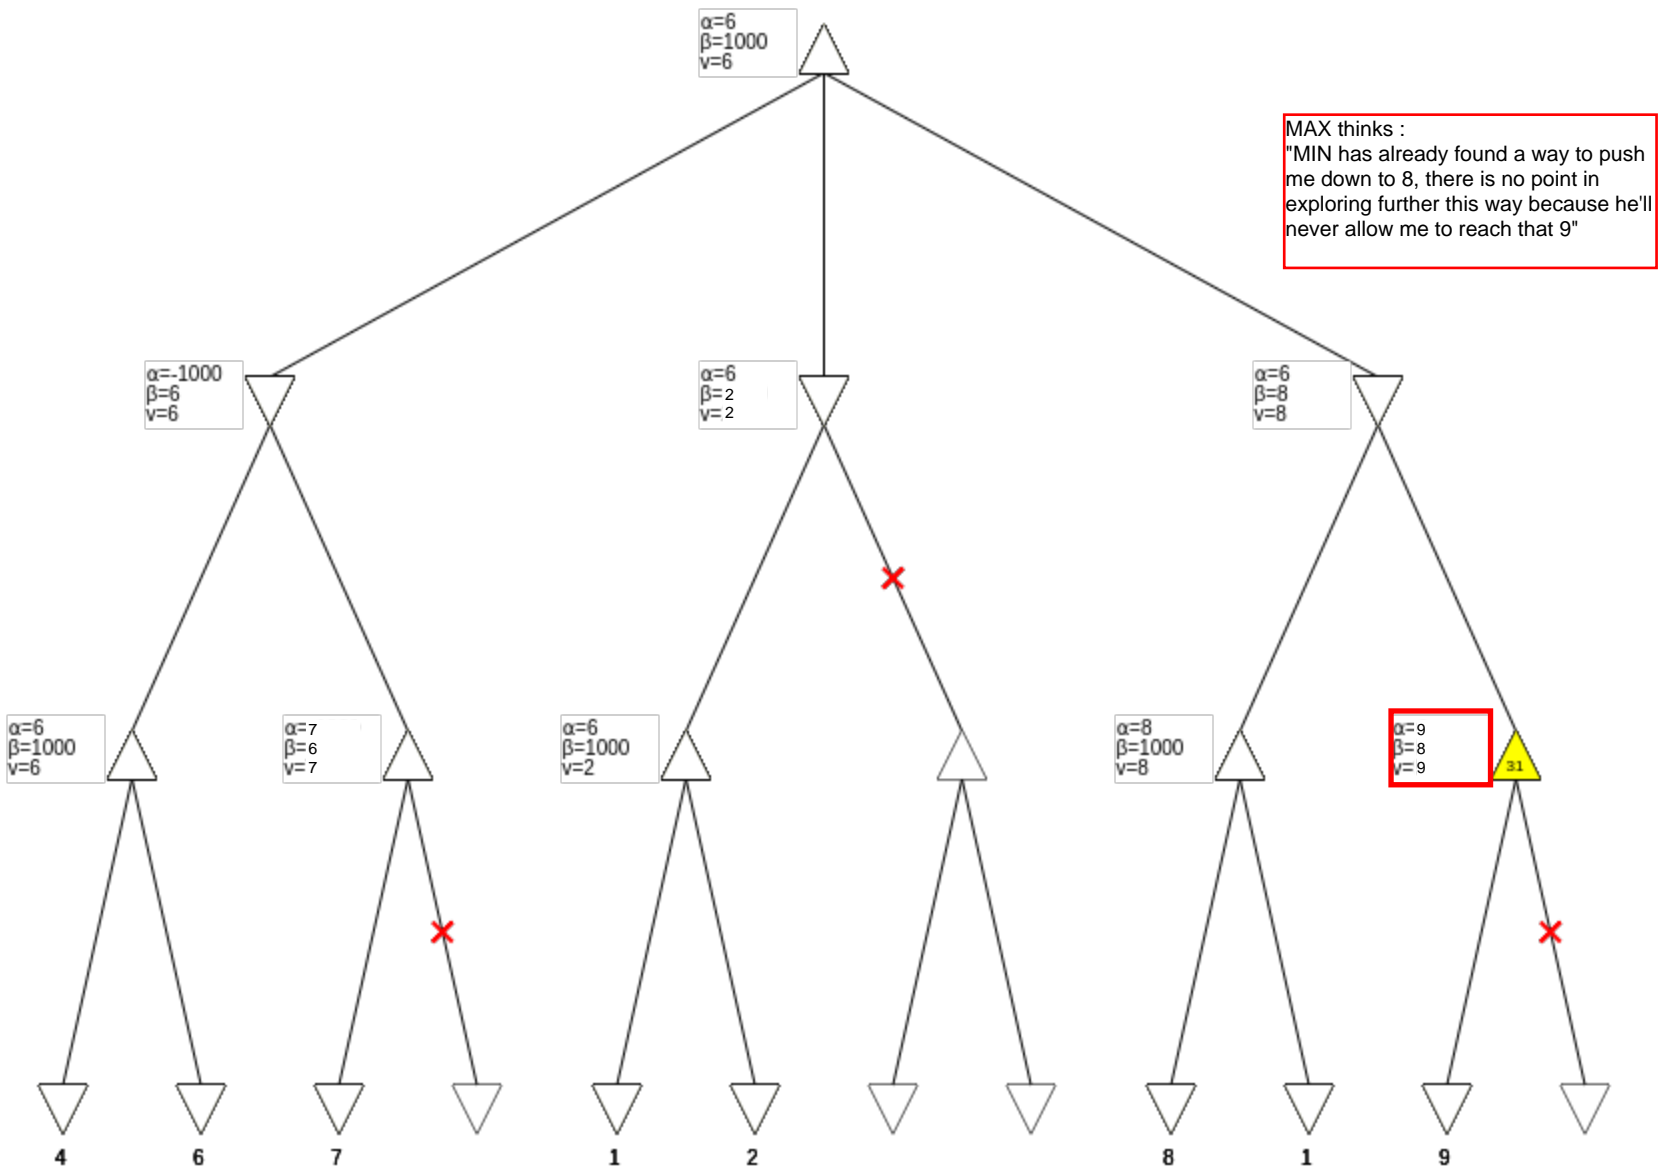 α=6
β=1000
v=6
MAX thinks :
"MIN has already found a way to push
me down to 8, there is no point in
exploring further this way because he'll
never allow me to reach that 9"
α=-1000
β=6
v=6
α=6
β=2
v=2
α=6
β=8
v=8
α=6
β=1000
v=6
α=7
β=6
v=7
α=6
β=1000
v=2
α=8
β=1000
v=8
α=9
β=8
v=9
31
4 6 7 1 2 8 1 9